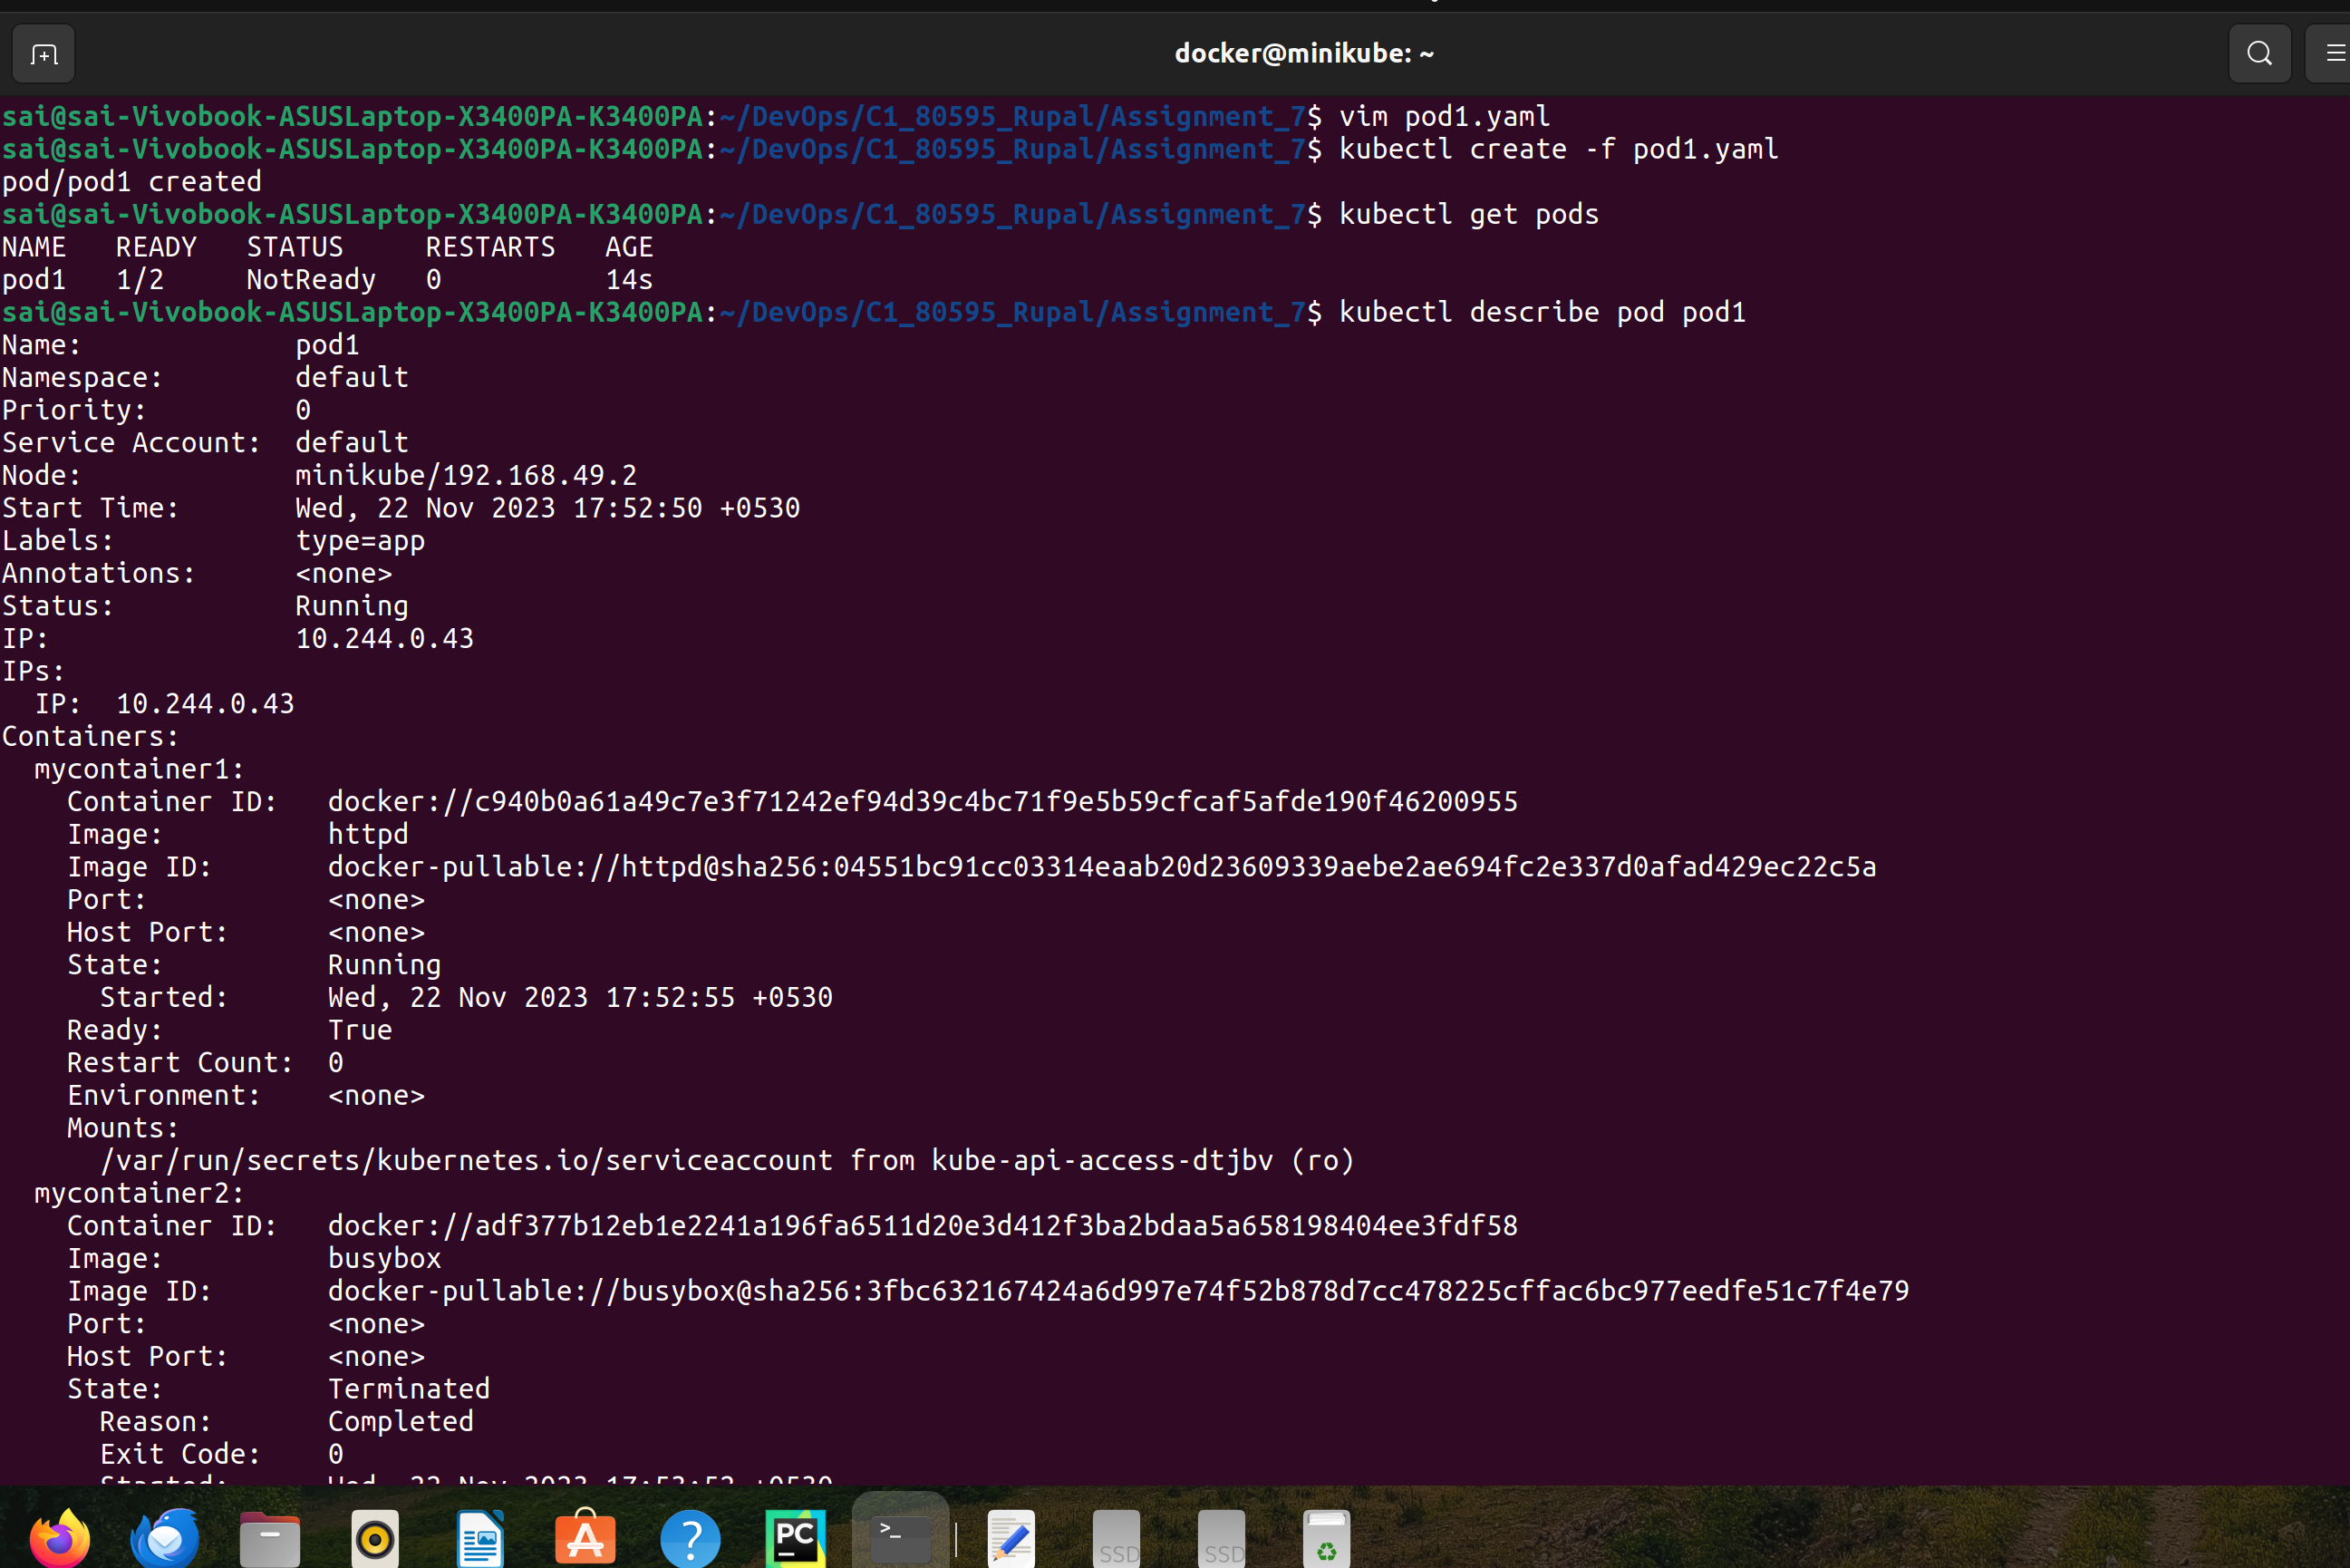 docker@minikube: ~
sai@sai-Vivobook-ASUSLaptop-X3400PA-K3400PA:~/DevOps/C1_80595_Rupal/Assignment_7$ vim pod1.yaml
sai@sai-Vivobook-ASUSLaptop-X3400PA-K3400PA:~/DevOps/C1_80595_Rupal/Assignment_7$ kubectl create -f pod1.yaml
pod/pod1 created
sai@sai-Vivobook-ASUSLaptop-X3400PA-K3400PA:~/DevOps/C1_80595_Rupal/Assignment_7$ kubectl get pods
NAME   READY   STATUS     RESTARTS   AGE
pod1   1/2     NotReady   0          14s
sai@sai-Vivobook-ASUSLaptop-X3400PA-K3400PA:~/DevOps/C1_80595_Rupal/Assignment_7$ kubectl describe pod pod1
Name:             pod1
Namespace:        default
Priority:         0
Service Account:  default
Node:             minikube/192.168.49.2
Start Time:       Wed, 22 Nov 2023 17:52:50 +0530
Labels:           type=app
Annotations:      <none>
Status:           Running
IP:               10.244.0.43
IPs:
  IP:  10.244.0.43
Containers:
  mycontainer1:
    Container ID:   docker://c940b0a61a49c7e3f71242ef94d39c4bc71f9e5b59cfcaf5afde190f46200955
    Image:          httpd
    Image ID:       docker-pullable://httpd@sha256:04551bc91cc03314eaab20d23609339aebe2ae694fc2e337d0afad429ec22c5a
    Port:           <none>
    Host Port:      <none>
    State:          Running
      Started:      Wed, 22 Nov 2023 17:52:55 +0530
    Ready:          True
    Restart Count:  0
    Environment:    <none>
    Mounts:
      /var/run/secrets/kubernetes.io/serviceaccount from kube-api-access-dtjbv (ro)
  mycontainer2:
    Container ID:   docker://adf377b12eb1e2241a196fa6511d20e3d412f3ba2bdaa5a658198404ee3fdf58
    Image:          busybox
    Image ID:       docker-pullable://busybox@sha256:3fbc632167424a6d997e74f52b878d7cc478225cffac6bc977eedfe51c7f4e79
    Port:           <none>
    Host Port:      <none>
    State:          Terminated
      Reason:       Completed
      Exit Code:    0
      Started:      Wed, 22 Nov 2023 +0530
PC
>_
SSD
SSD